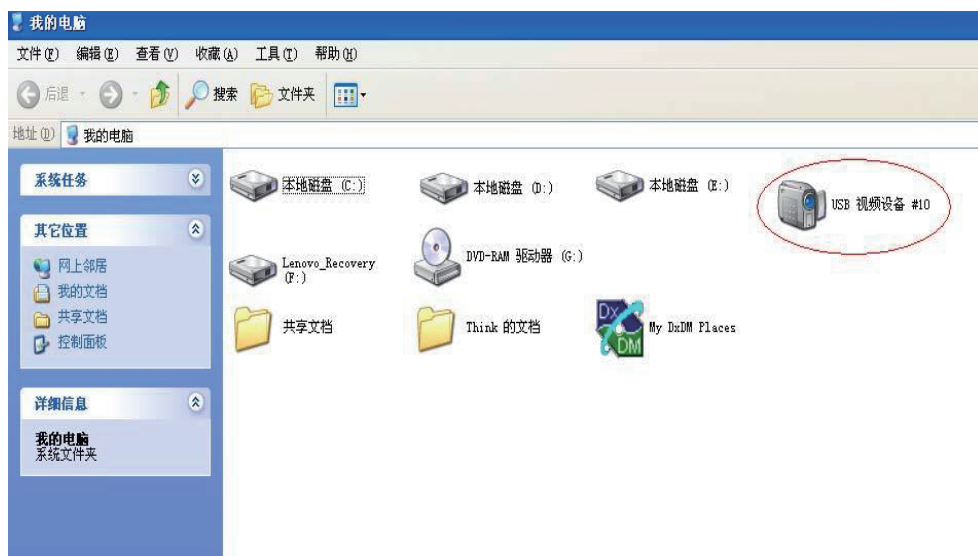 我的电脑
文件(F) 编辑(E) 查看(V) 收藏(A) 工具(T) 帮助(H)
后退 搜索 文件夹
地址(D) 我的电脑
系统任务
其它位置
网上邻居
我的文档
共享文档
控制面板
详细信息
我的电脑
系统文件夹
本地磁盘 (C:) 本地磁盘 (D:) 本地磁盘 (E:) USB 视频设备 #10
Lenovo_Recovery
(F:)
DVD-RAM 驱动器 (G:)
共享文档 Think 的文档 My DxDM Places